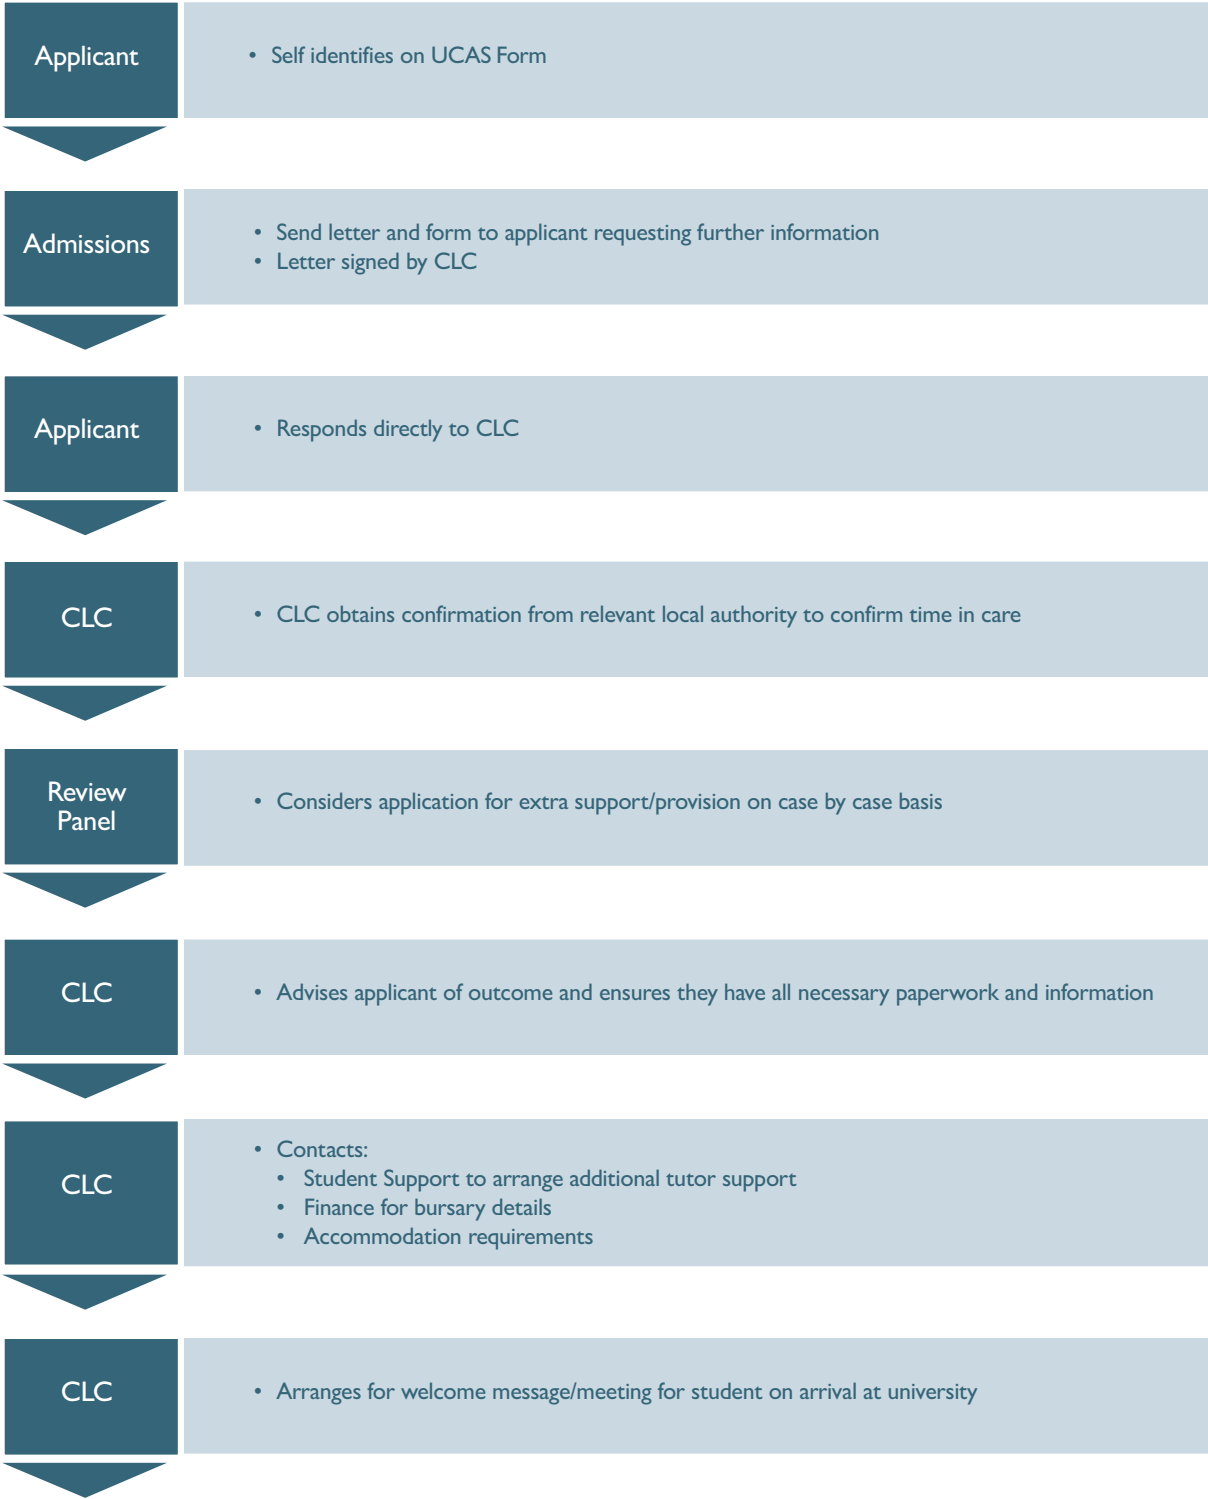 Applicant
• Self identifies on UCAS Form
Admissions
• Send letter and form to applicant requesting further information
• Letter signed by CLC
Applicant
• Responds directly to CLC
CLC
• CLC obtains confirmation from relevant local authority to confirm time in care
Review
Panel
• Considers application for extra support/provision on case by case basis
CLC
• Advises applicant of outcome and ensures they have all necessary paperwork and information
CLC
• Contacts:
• Student Support to arrange additional tutor support
• Finance for bursary details
• Accommodation requirements
CLC
• Arranges for welcome message/meeting for student on arrival at university